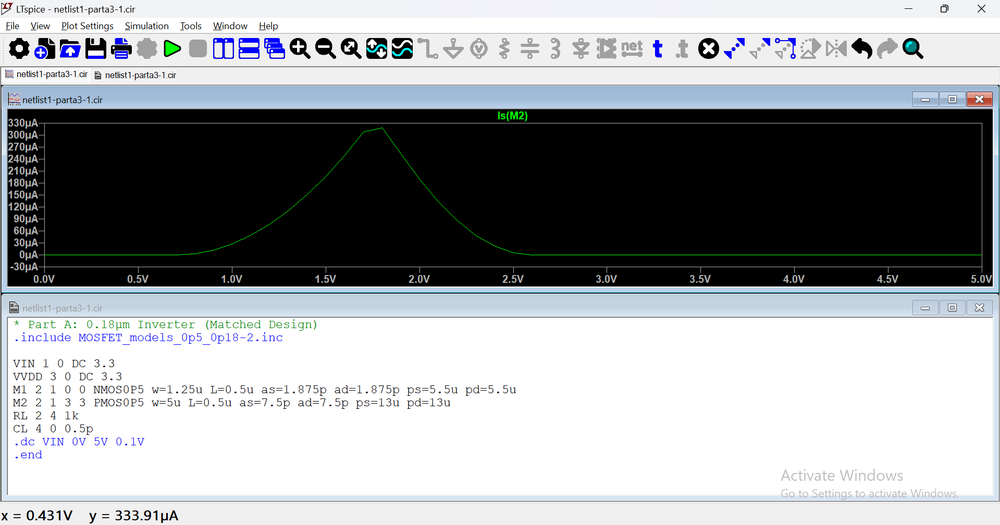 LTspice - netlist1-parta3-1.cir
File View Plot Settings Simulation Tools Window Help
net t .t
netlist1-parta3-1.cir netlist1-parta3-1.cir
netlist1-parta3-1.cir
Is(M2)
330µA
300µA
270µA
240µA
210µA
180µA
150µA
120µA
90µA
60µA
30µA
0µA
-30µA
0.0V 0.5V 1.0V 1.5V 2.0V 2.5V 3.0V 3.5V 4.0V 4.5V 5.0V
netlist1-parta3-1.cir
* Part A: 0.18µm Inverter (Matched Design)
.include MOSFET_models_0p5_0p18-2.inc
VIN 1 0 DC 3.3
VVDD 3 0 DC 3.3
M1 2 1 0 0 NMOS0P5 w=1.25u L=0.5u as=1.875p ad=1.875p ps=5.5u pd=5.5u
M2 2 1 3 3 PMOS0P5 w=5u L=0.5u as=7.5p ad=7.5p ps=13u pd=13u
RL 2 4 1k
CL 4 0 0.5p
.dc VIN 0V 5V 0.1V
.end
Activate Windows
Go to Settings to activate Windows.
x = 0.431V y = 333.91µA